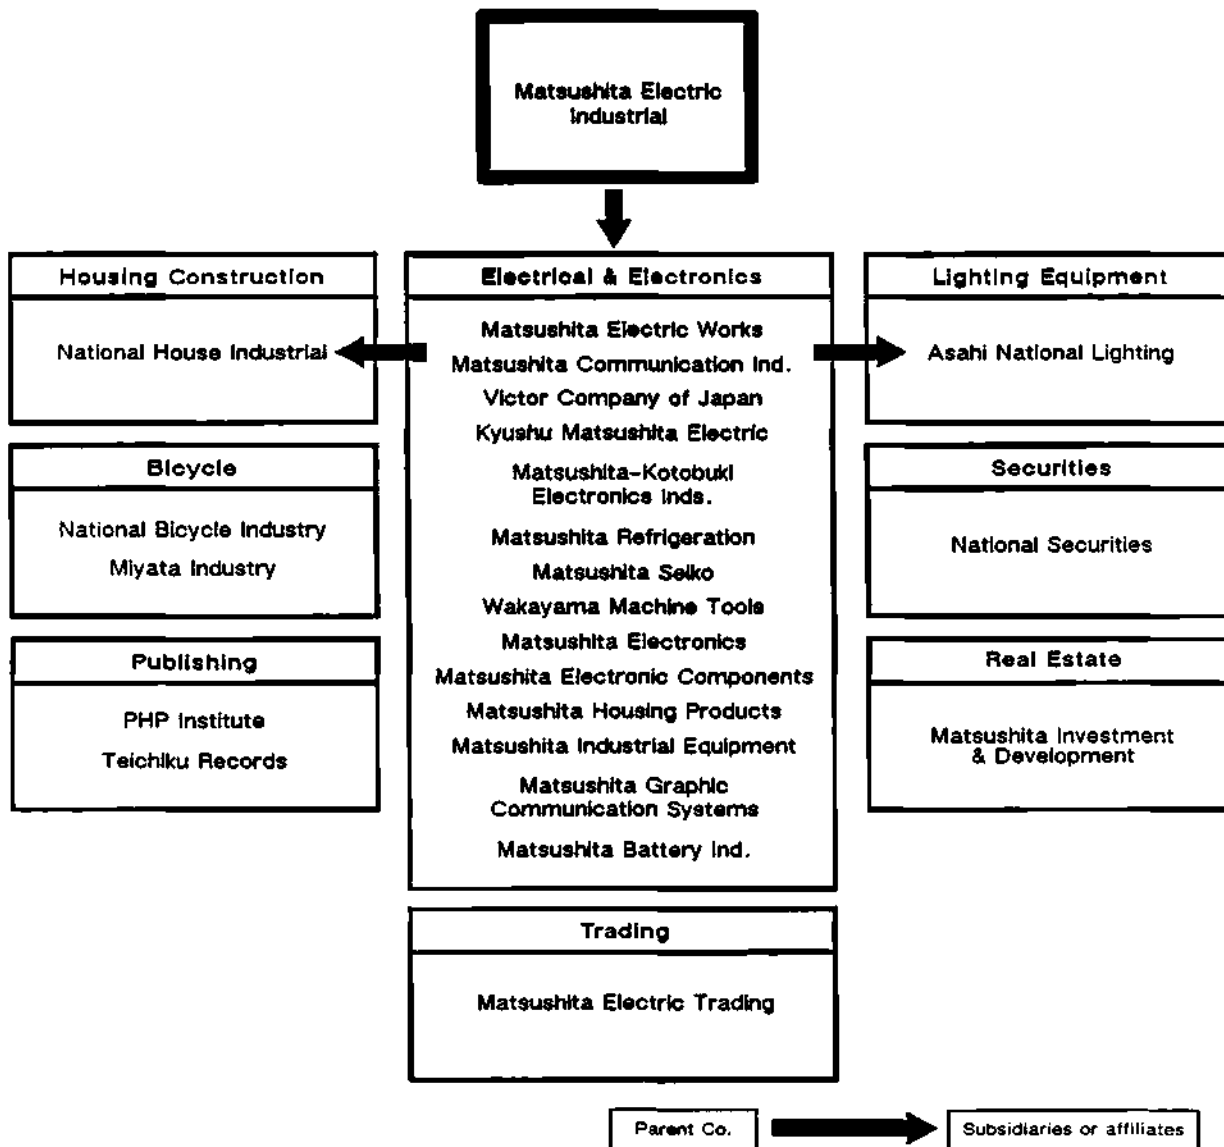 Matsushita Electric
Industrial
Housing Construction
National House Industrial
Bicycle
National Bicycle Industry
Miyata Industry
Publishing
PHP Institute
Teichiku Records
Electrical & Electronics
Matsushita Electric Works
Matsushita Communication Ind.
Victor Company of Japan
Kyushu Matsushita Electric
Matsushita-Kotobuki
Electronics Inds.
Matsushita Refrigeration
Matsushita Seiko
Wakayama Machine Tools
Matsushita Electronics
Matsushita Electronic Components
Matsushita Housing Products
Matsushita Industrial Equipment
Matsushita Graphic
Communication Systems
Matsushita Battery Ind.
Lighting Equipment
Asahi National Lighting
Securities
National Securities
Real Estate
Matsushita Investment
& Development
Trading
Matsushita Electric Trading
Parent Co.
Subsidiaries or affiliates